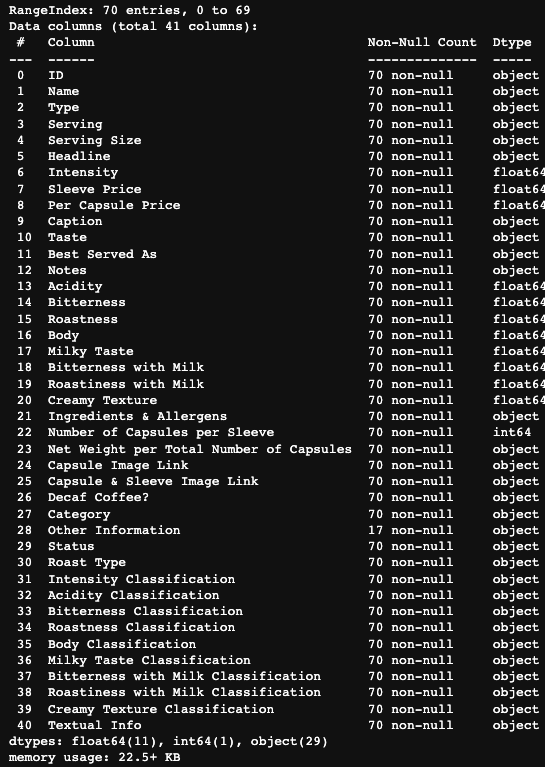 RangeIndex: 70 entries, 0 to 69
Data columns (total 41 columns):
 #   Column                                   Non-Null Count  Dtype
---  ------                                   --------------  -----
 0   ID                                       70 non-null     object
 1   Name                                     70 non-null     object
 2   Type                                     70 non-null     object
 3   Serving                                  70 non-null     object
 4   Serving Size                             70 non-null     object
 5   Headline                                 70 non-null     object
 6   Intensity                                70 non-null     float64
 7   Sleeve Price                             70 non-null     float64
 8   Per Capsule Price                        70 non-null     float64
 9   Caption                                  70 non-null     object
 10  Taste                                    70 non-null     object
 11  Best Served As                           70 non-null     object
 12  Notes                                    70 non-null     object
 13  Acidity                                  70 non-null     float64
 14  Bitterness                               70 non-null     float64
 15  Roastness                                70 non-null     float64
 16  Body                                     70 non-null     float64
 17  Milky Taste                              70 non-null     float64
 18  Bitterness with Milk                     70 non-null     float64
 19  Roastiness with Milk                     70 non-null     float64
 20  Creamy Texture                           70 non-null     float64
 21  Ingredients & Allergens                  70 non-null     object
 22  Number of Capsules per Sleeve            70 non-null     int64
 23  Net Weight per Total Number of Capsules  70 non-null     object
 24  Capsule Image Link                       70 non-null     object
 25  Capsule & Sleeve Image Link              70 non-null     object
 26  Decaf Coffee?                            70 non-null     object
 27  Category                                 70 non-null     object
 28  Other Information                        17 non-null     object
 29  Status                                   70 non-null     object
 30  Roast Type                               70 non-null     object
 31  Intensity Classification                 70 non-null     object
 32  Acidity Classification                   70 non-null     object
 33  Bitterness Classification                70 non-null     object
 34  Roastness Classification                 70 non-null     object
 35  Body Classification                      70 non-null     object
 36  Milky Taste Classification               70 non-null     object
 37  Bitterness with Milk Classification      70 non-null     object
 38  Roastiness with Milk Classification      70 non-null     object
 39  Creamy Texture Classification            70 non-null     object
 40  Textual Info                             70 non-null     object
dtypes: float64(11), int64(1), object(29)
memory usage: 22.5+ KB